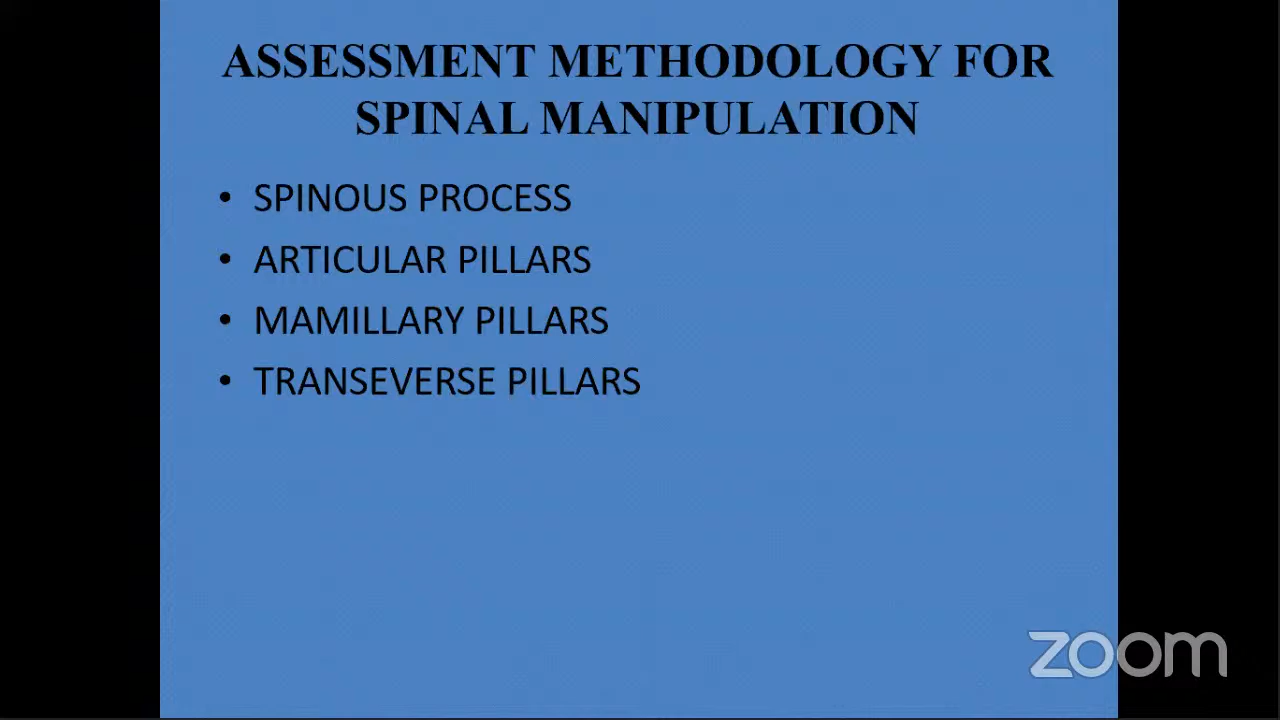 ASSESSMENT METHODOLOGY FOR
SPINAL MANIPULATION
• SPINOUS PROCESS
• ARTICULAR PILLARS
• MAMILLARY PILLARS
• TRANSEVERSE PILLARS
zoom